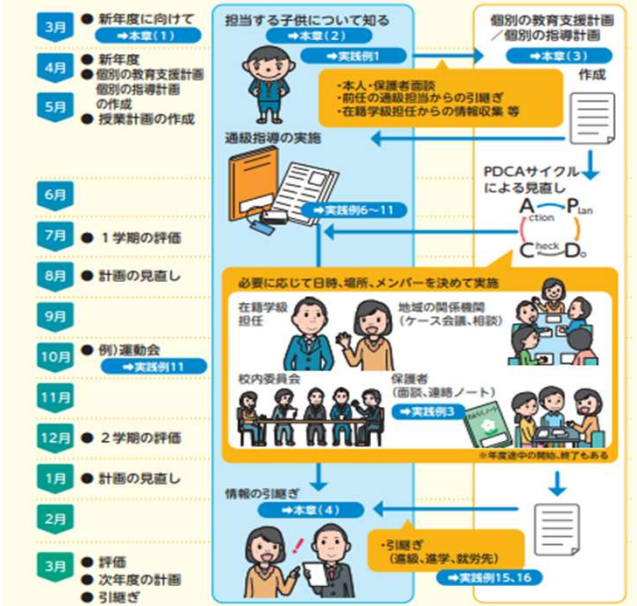 3月
● 新年度に向けて
➡本章(1)
4月
● 新年度
● 個別の教育支援計画
個別の指導計画
の作成
5月
● 授業計画の作成
6月
7月
● 1学期の評価
8月
● 計画の見直し
9月
10月
● 例)運動会
➡実践例11
11月
12月
● 2学期の評価
1月
● 計画の見直し
2月
3月
● 評価
● 次年度の計画
● 引継ぎ
担当する子供について知る
➡本章(2)
➡実践例1
・本人・保護者面談
・前任の通級担当からの引継ぎ
・在籍学級担任からの情報収集 等
通級指導の実施
➡実践例6〜11
個別の教育支援計画
/個別の指導計画
➡本章(3)
作成
PDCAサイクル
による見直し
Action
Plan
Check
Do
必要に応じて日時、場所、メンバーを決めて実施
在籍学級
担任
地域の関係機関
(ケース会議、相談)
校内委員会
保護者
(面談、連絡ノート)
➡実践例3
れんらくノート
※年度途中の開始、終了もある
情報の引継ぎ
➡本章(4)
・引継ぎ
(進級、進学、就労先)
➡実践例15、16